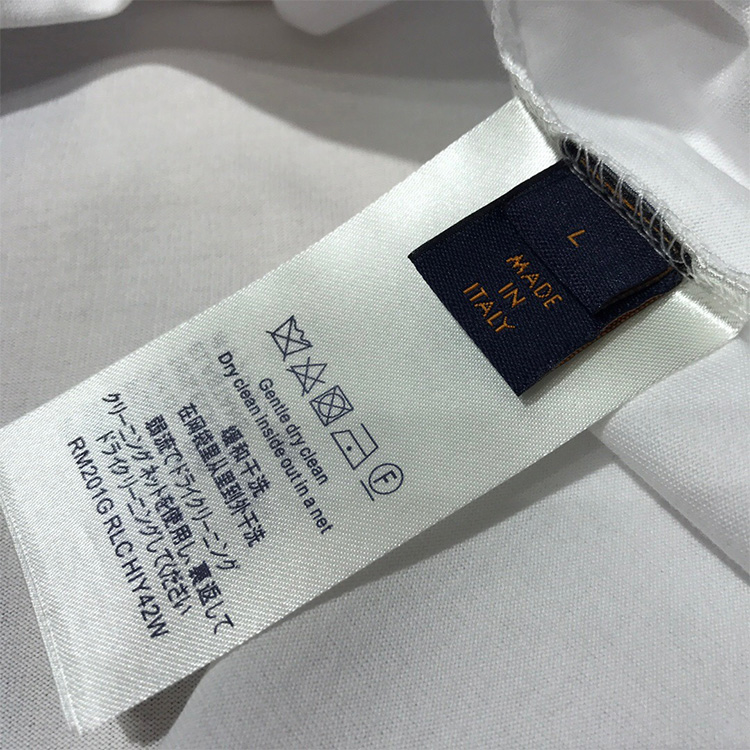 L
MADE
IN
ITALY
F
Gentle dry clean
Dry clean inside out in a net
缓和干洗
在网袋里从里到外干洗
弱流でドライクリーニング
クリーニングネットを使用し、裏返して
ドライクリーニングしてください
RM201G RLC HIY42W